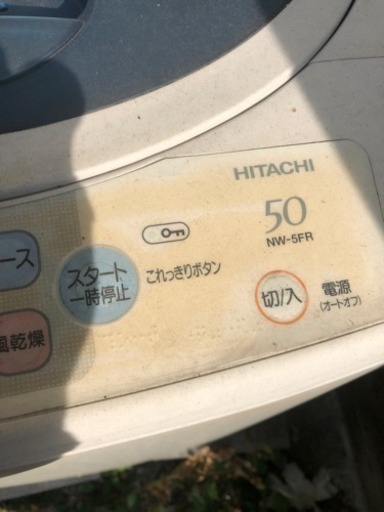 HITACHI
50
NW-5FR
ース
スタート
一時停止
これっきりボタン
切/入
電源
(オートオフ)
風乾燥